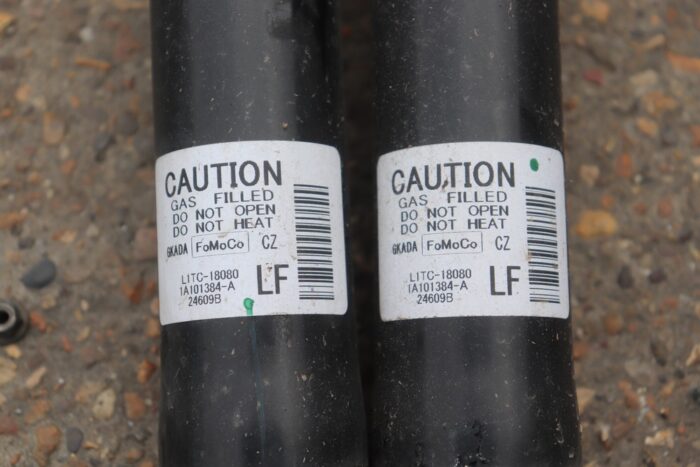 CAUTION
GAS FILLED
DO NOT OPEN
DO NOT HEAT
GKADA FoMoCo CZ
L1TC-18080
1A101384-A
24609B
LF
CAUTION
GAS FILLED
DO NOT OPEN
DO NOT HEAT
GKADA FoMoCo CZ
L1TC-18080
1A101384-A
24609B
LF